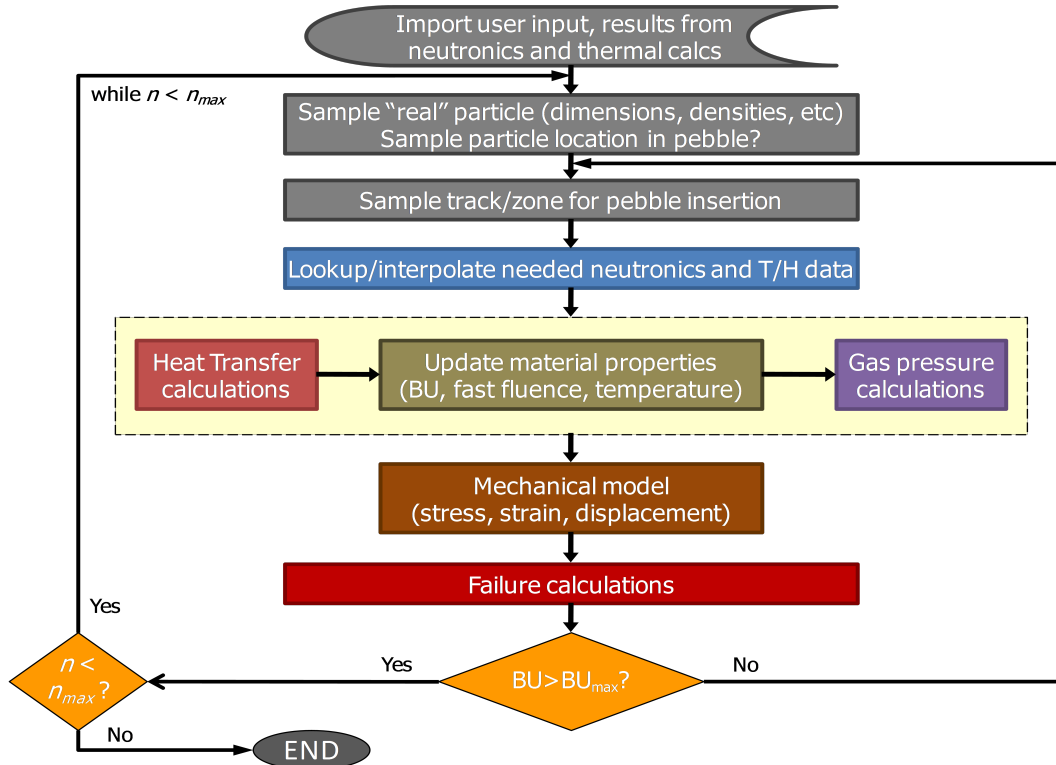 Import user input, results from
neutronics and thermal calcs
while n < nmax
Sample “real” particle (dimensions, densities, etc)
Sample particle location in pebble?
Sample track/zone for pebble insertion
Lookup/interpolate needed neutronics and T/H data
Heat Transfer
calculations
Update material properties
(BU, fast fluence, temperature)
Gas pressure
calculations
Mechanical model
(stress, strain, displacement)
Failure calculations
Yes
n <
nmax?
Yes
BU>BUmax?
No
No
END